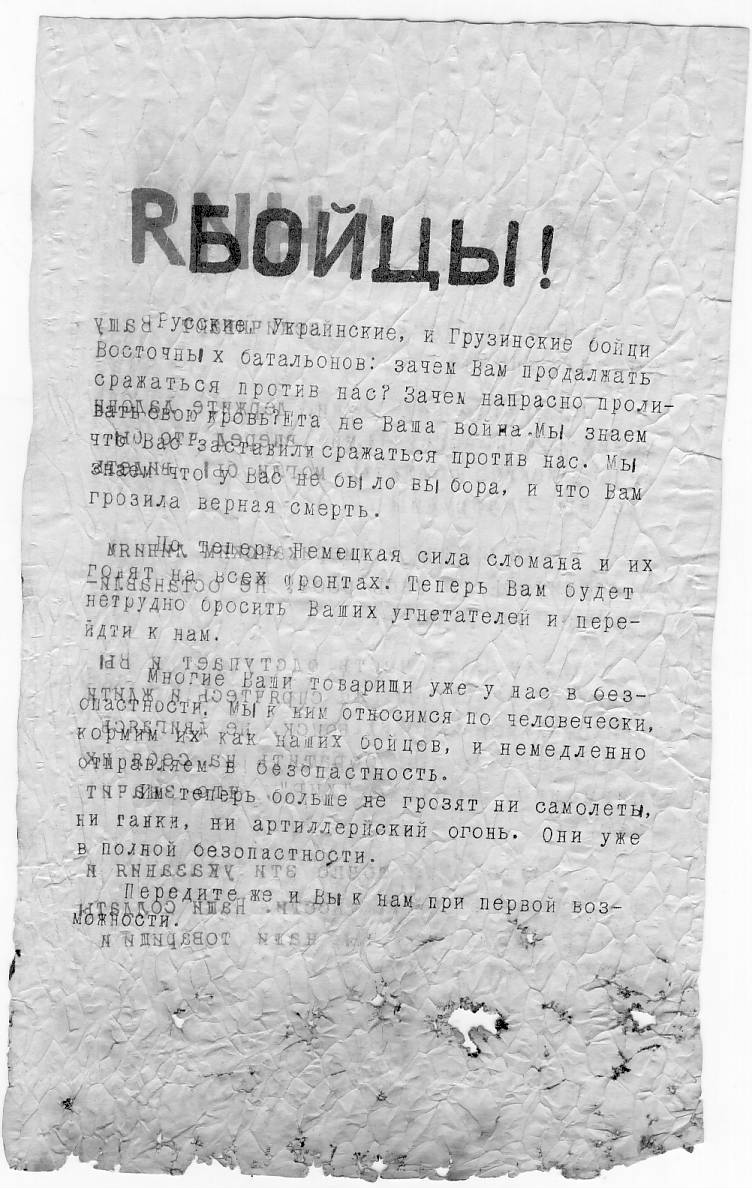 БОЙЦЫ!
Русские, Украинские, и Грузинские бойци
Восточных батальонов: зачем Вам продалжать
сражаться против нас? Зачем напрасно проли-
вать свою кровь? Эта не Ваша война. Мы знаем
что Вас заставили сражаться против нас. Мы
знаем что у Вас не было выбора, и что Вам
грозила верная смерть.
Но теперь Немецкая сила сломана и их
гонят на всех фронтах. Теперь Вам будет
нетрудно бросить Ваших угнетателей и пере-
йдти к нам.
Многие Ваши товарищи уже у нас в без-
опастности. Мы к ним относимся по человечески,
кормим их как наших бойцов, и немедленно
отправляем в безопастность.
Им теперь больше не грозят ни самолеты,
ни танки, ни артиллерийский огонь. Они уже
в полной безопастности.
Передите же и Вы к нам при первой воз-
можности.